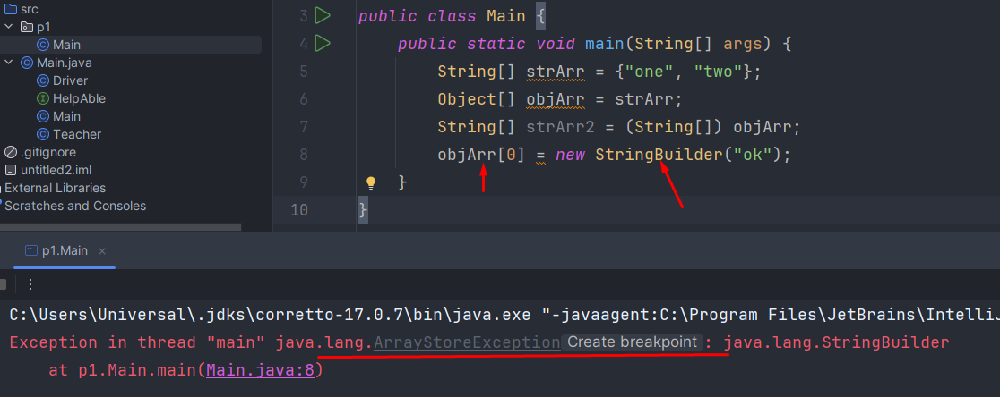 src
p1
Main
Main.java
Driver
HelpAble
Main
Teacher
.gitignore
untitled2.iml
External Libraries
Scratches and Consoles
3 public class Main {
4 public static void main(String[] args) {
5 String[] strArr = {"one", "two"};
6 Object[] objArr = strArr;
7 String[] strArr2 = (String[]) objArr;
8 objArr[0] = new StringBuilder("ok");
9 }
10 }
p1.Main
C:\Users\Universal\.jdks\corretto-17.0.7\bin\java.exe "-javaagent:C:\Program Files\JetBrains\IntelliJ
Exception in thread "main" java.lang.ArrayStoreException Create breakpoint : java.lang.StringBuilder
at p1.Main.main(Main.java:8)